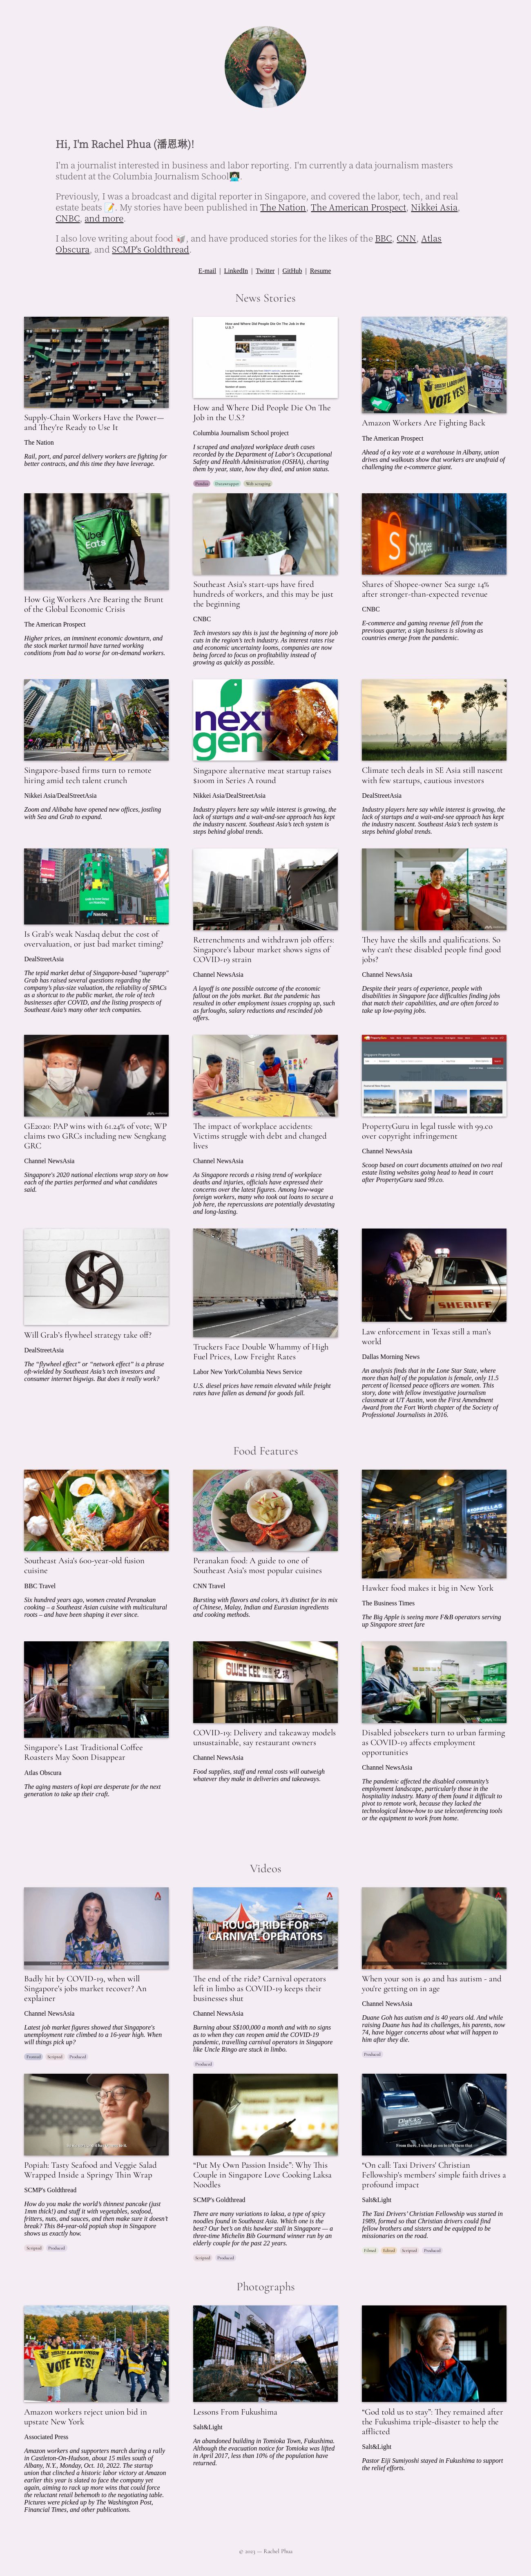 Hi, I'm Rachel Phua (潘恩琳)!
I'm a journalist interested in business and labor reporting. I'm currently a data journalism masters
student at the Columbia Journalism School👩🏻‍💻.
Previously, I was a broadcast and digital reporter in Singapore, and covered the labor, tech, and real
estate beats 📝. My stories have been published in The Nation, The American Prospect, Nikkei Asia,
CNBC, and more.
I also love writing about food 🥡, and have produced stories for the likes of the BBC, CNN, Atlas
Obscura, and SCMP's Goldthread.
E-mail | LinkedIn | Twitter | GitHub | Resume
News Stories
Supply-Chain Workers Have the Power—
and They're Ready to Use It
The Nation
Rail, port, and parcel delivery workers are fighting for
better contracts, and this time they have leverage.
How and Where Did People Die On The Job in the
U.S.?
How and Where Did People Die On The
Job in the U.S.?
Columbia Journalism School project
I scraped and analyzed workplace death cases
recorded by the Department of Labor's Occupational
Safety and Health Administration (OSHA), charting
them by year, state, how they died, and union status.
Pandas Datawrapper Web scraping
VOTE YES!
Amazon Workers Are Fighting Back
The American Prospect
Ahead of a key vote at a warehouse in Albany, union
drives and walkouts show that workers are unafraid of
challenging the e-commerce giant.
Uber
Eats
How Gig Workers Are Bearing the Brunt
of the Global Economic Crisis
The American Prospect
Higher prices, an imminent economic downturn, and
the stock market turmoil have turned working
conditions from bad to worse for on-demand workers.
Southeast Asia's start-ups have fired
hundreds of workers, and this may be just
the beginning
CNBC
Tech investors say this is just the beginning of more job
cuts in the region's tech industry. As interest rates rise
and economic uncertainty looms, companies are now
being forced to focus on profitability instead of
growing as quickly as possible.
Shopee
Shares of Shopee-owner Sea surge 14%
after stronger-than-expected revenue
CNBC
E-commerce and gaming revenue fell from the
previous quarter, a sign business is slowing as
countries emerge from the pandemic.
Singapore-based firms turn to remote
hiring amid tech talent crunch
Nikkei Asia/DealStreetAsia
Zoom and Alibaba have opened new offices, jostling
with Sea and Grab to expand.
next
gen
Singapore alternative meat startup raises
$100m in Series A round
Nikkei Asia/DealStreetAsia
Industry players here say while interest is growing, the
lack of startups and a wait-and-see approach has kept
the industry nascent. Southeast Asia's tech system is
steps behind global trends.
Climate tech deals in SE Asia still nascent
with few startups, cautious investors
DealStreetAsia
Industry players here say while interest is growing, the
lack of startups and a wait-and-see approach has kept
the industry nascent. Southeast Asia's tech system is
steps behind global trends.
Is Grab's weak Nasdaq debut the cost of
overvaluation, or just bad market timing?
DealStreetAsia
The tepid market debut of Singapore-based "superapp"
Grab has raised several questions regarding the
company's plus-size valuation, the reliability of SPACs
as a shortcut to the public market, the role of tech
businesses after COVID, and the listing prospects of
Southeast Asia's many other tech companies.
Retrenchments and withdrawn job offers:
Singapore's labour market shows signs of
COVID-19 strain
Channel NewsAsia
A layoff is one possible outcome of the economic
fallout on the jobs market. But the pandemic has
resulted in other employment issues cropping up, such
as furloughs, salary reductions and rescinded job
offers.
They have the skills and qualifications. So
why can't these disabled people find good
jobs?
Channel NewsAsia
Despite their years of experience, people with
disabilities in Singapore face difficulties finding jobs
that match their capabilities, and are often forced to
take up low-paying jobs.
GE2020: PAP wins with 61.24% of vote; WP
claims two GRCs including new Sengkang
GRC
Channel NewsAsia
Singapore's 2020 national elections wrap story on how
each of the parties performed and what candidates
said.
The impact of workplace accidents:
Victims struggle with debt and changed
lives
Channel NewsAsia
As Singapore records a rising trend of workplace
deaths and injuries, officials have expressed their
concerns over the latest figures. Among low-wage
foreign workers, many who took out loans to secure a
job here, the repercussions are potentially devastating
and long-lasting.
PropertyGuru in legal tussle with 99.co
over copyright infringement
Channel NewsAsia
Scoop based on court documents attained on two real
estate listing websites going head to head in court
after PropertyGuru sued 99.co.
Will Grab's flywheel strategy take off?
DealStreetAsia
The “flywheel effect” or “network effect” is a phrase
oft-wielded by Southeast Asia's tech investors and
consumer internet bigwigs. But does it really work?
Truckers Face Double Whammy of High
Fuel Prices, Low Freight Rates
Labor New York/Columbia News Service
U.S. diesel prices have remain elevated while freight
rates have fallen as demand for goods fall.
SHERIFF
Law enforcement in Texas still a man's
world
Dallas Morning News
An analysis finds that in the Lone Star State, where
more than half of the population is female, only 11.5
percent of licensed peace officers are women. This
story, done with fellow investigative journalism
classmate at UT Austin, won the First Amendment
Award from the Fort Worth chapter of the Society of
Professional Journalists in 2016.
Food Features
Southeast Asia's 600-year-old fusion
cuisine
BBC Travel
Six hundred years ago, women created Peranakan
cooking – a Southeast Asian cuisine with multicultural
roots – and have been shaping it ever since.
Peranakan food: A guide to one of
Southeast Asia's most popular cuisines
CNN Travel
Bursting with flavors and colors, it's distinct for its mix
of Chinese, Malay, Indian and Eurasian ingredients
and cooking methods.
Hawker food makes it big in New York
The Business Times
The Big Apple is seeing more F&B operators serving
up Singapore street fare
Singapore's Last Traditional Coffee
Roasters May Soon Disappear
Atlas Obscura
The aging masters of kopi are desperate for the next
generation to take up their craft.
SWEE KEE
COVID-19: Delivery and takeaway models
unsustainable, say restaurant owners
Channel NewsAsia
Food supplies, staff and rental costs will outweigh
whatever they make in deliveries and takeaways.
Disabled jobseekers turn to urban farming
as COVID-19 affects employment
opportunities
Channel NewsAsia
The pandemic affected the disabled community's
employment landscape, particularly those in the
hospitality industry. Many of them found it difficult to
pivot to remote work, because they lacked the
technological know-how to use teleconferencing tools
or the equipment to work from home.
Videos
Badly hit by COVID-19, when will
Singapore's jobs market recover? An
explainer
Channel NewsAsia
Latest job market figures showed that Singapore's
unemployment rate climbed to a 16-year high. When
will things pick up?
Scripted Produced
ROUGH RIDE FOR
CARNIVAL OPERATORS
The end of the ride? Carnival operators
left in limbo as COVID-19 keeps their
businesses shut
Channel NewsAsia
Burning about S$100,000 a month and with no signs
as to when they can reopen amid the COVID-19
pandemic, travelling carnival operators in Singapore
like Uncle Ringo are stuck in limbo.
Produced
When your son is 40 and has autism - and
you're getting on in age
Channel NewsAsia
Duane Goh has autism and is 40 years old. And while
raising Duane has had its challenges, his parents, now
74, have bigger concerns about what will happen to
him after they die.
Produced
Popiah: Tasty Seafood and Veggie Salad
Wrapped Inside a Springy Thin Wrap
SCMP's Goldthread
How do you make the world's thinnest pancake (just
1mm thick!) and stuff it with vegetables, seafood,
fritters, nuts, and sauces, and then make sure it doesn't
break? This 84-year-old popiah shop in Singapore
shows us exactly how.
Scripted Produced
“Put My Own Passion Inside”: Why This
Couple in Singapore Love Cooking Laksa
Noodles
SCMP's Goldthread
There are many variations to laksa, a type of spicy
noodles found in Southeast Asia. Which one is the
best? Our bet's on this hawker stall in Singapore — a
three-time Michelin Bib Gourmand winner run by an
elderly couple for the past 22 years.
Scripted Produced
From there, I would go on to tell them that
“On call: Taxi Drivers' Christian
Fellowship's members' simple faith drives a
profound impact
Salt&Light
The Taxi Drivers' Christian Fellowship was started in
1989, formed so that Christian drivers could find
fellow brothers and sisters and be equipped to be
missionaries on the road.
Filmed Edited Scripted Produced
Photographs
VOTE YES!
Amazon workers reject union bid in
upstate New York
Associated Press
Amazon workers and supporters march during a rally
in Castleton-On-Hudson, about 15 miles south of
Albany, N.Y., Monday, Oct. 10, 2022. The startup
union that clinched a historic labor victory at Amazon
earlier this year is slated to face the company yet
again, aiming to rack up more wins that could force
the reluctant retail behemoth to the negotiating table.
Pictures were picked up by The Washington Post,
Financial Times, and other publications.
Lessons From Fukushima
Salt&Light
An abandoned building in Tomioka Town, Fukushima.
Although the evacuation notice for Tomioka was lifted
in April 2017, less than 10% of the population have
returned.
“God told us to stay”: They remained after
the Fukushima triple-disaster to help the
afflicted
Salt&Light
Pastor Eiji Sumiyoshi stayed in Fukushima to support
the relief efforts.
© 2023 — Rachel Phua